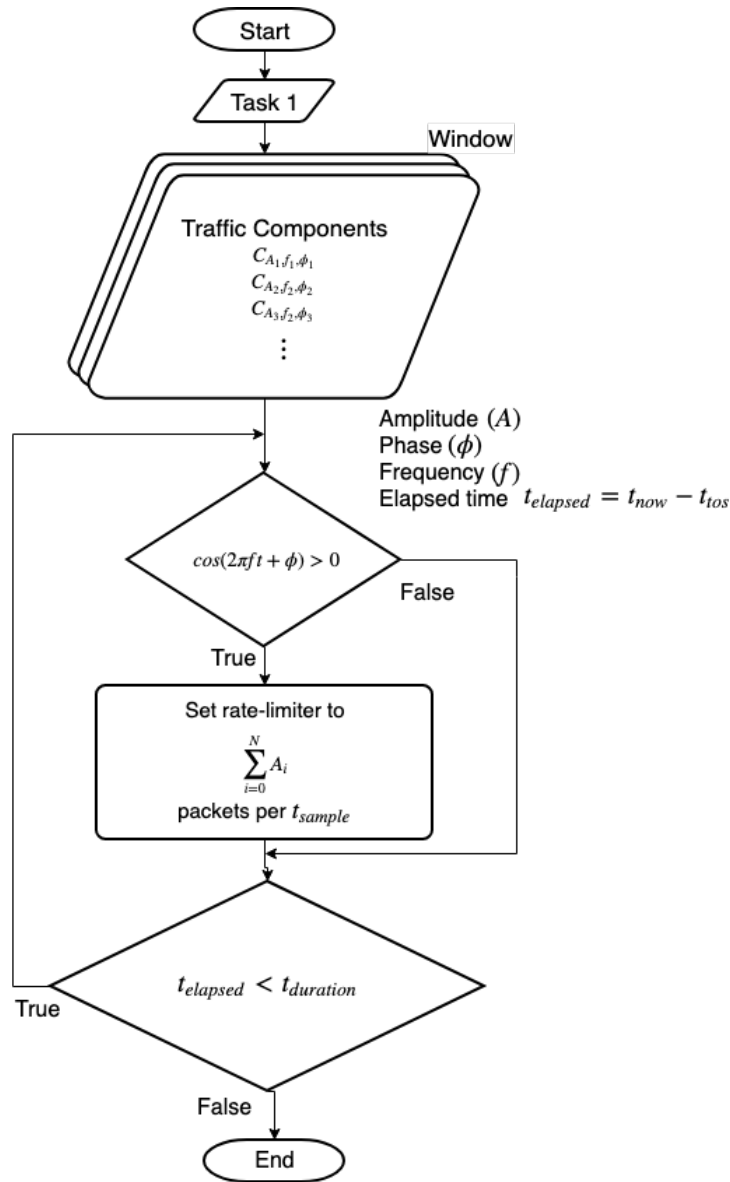 Start
Task 1
Window
Traffic Components
C_{A_1,f_1,ϕ_1}
C_{A_2,f_2,ϕ_2}
C_{A_3,f_2,ϕ_3}
⋮
Amplitude (A)
Phase (ϕ)
Frequency (f)
Elapsed time t_{elapsed} = t_{now} − t_{tos}
cos(2πft + ϕ) > 0
False
True
Set rate-limiter to
\sum_{i=0}^{N} A_i
packets per t_{sample}
t_{elapsed} < t_{duration}
True
False
End